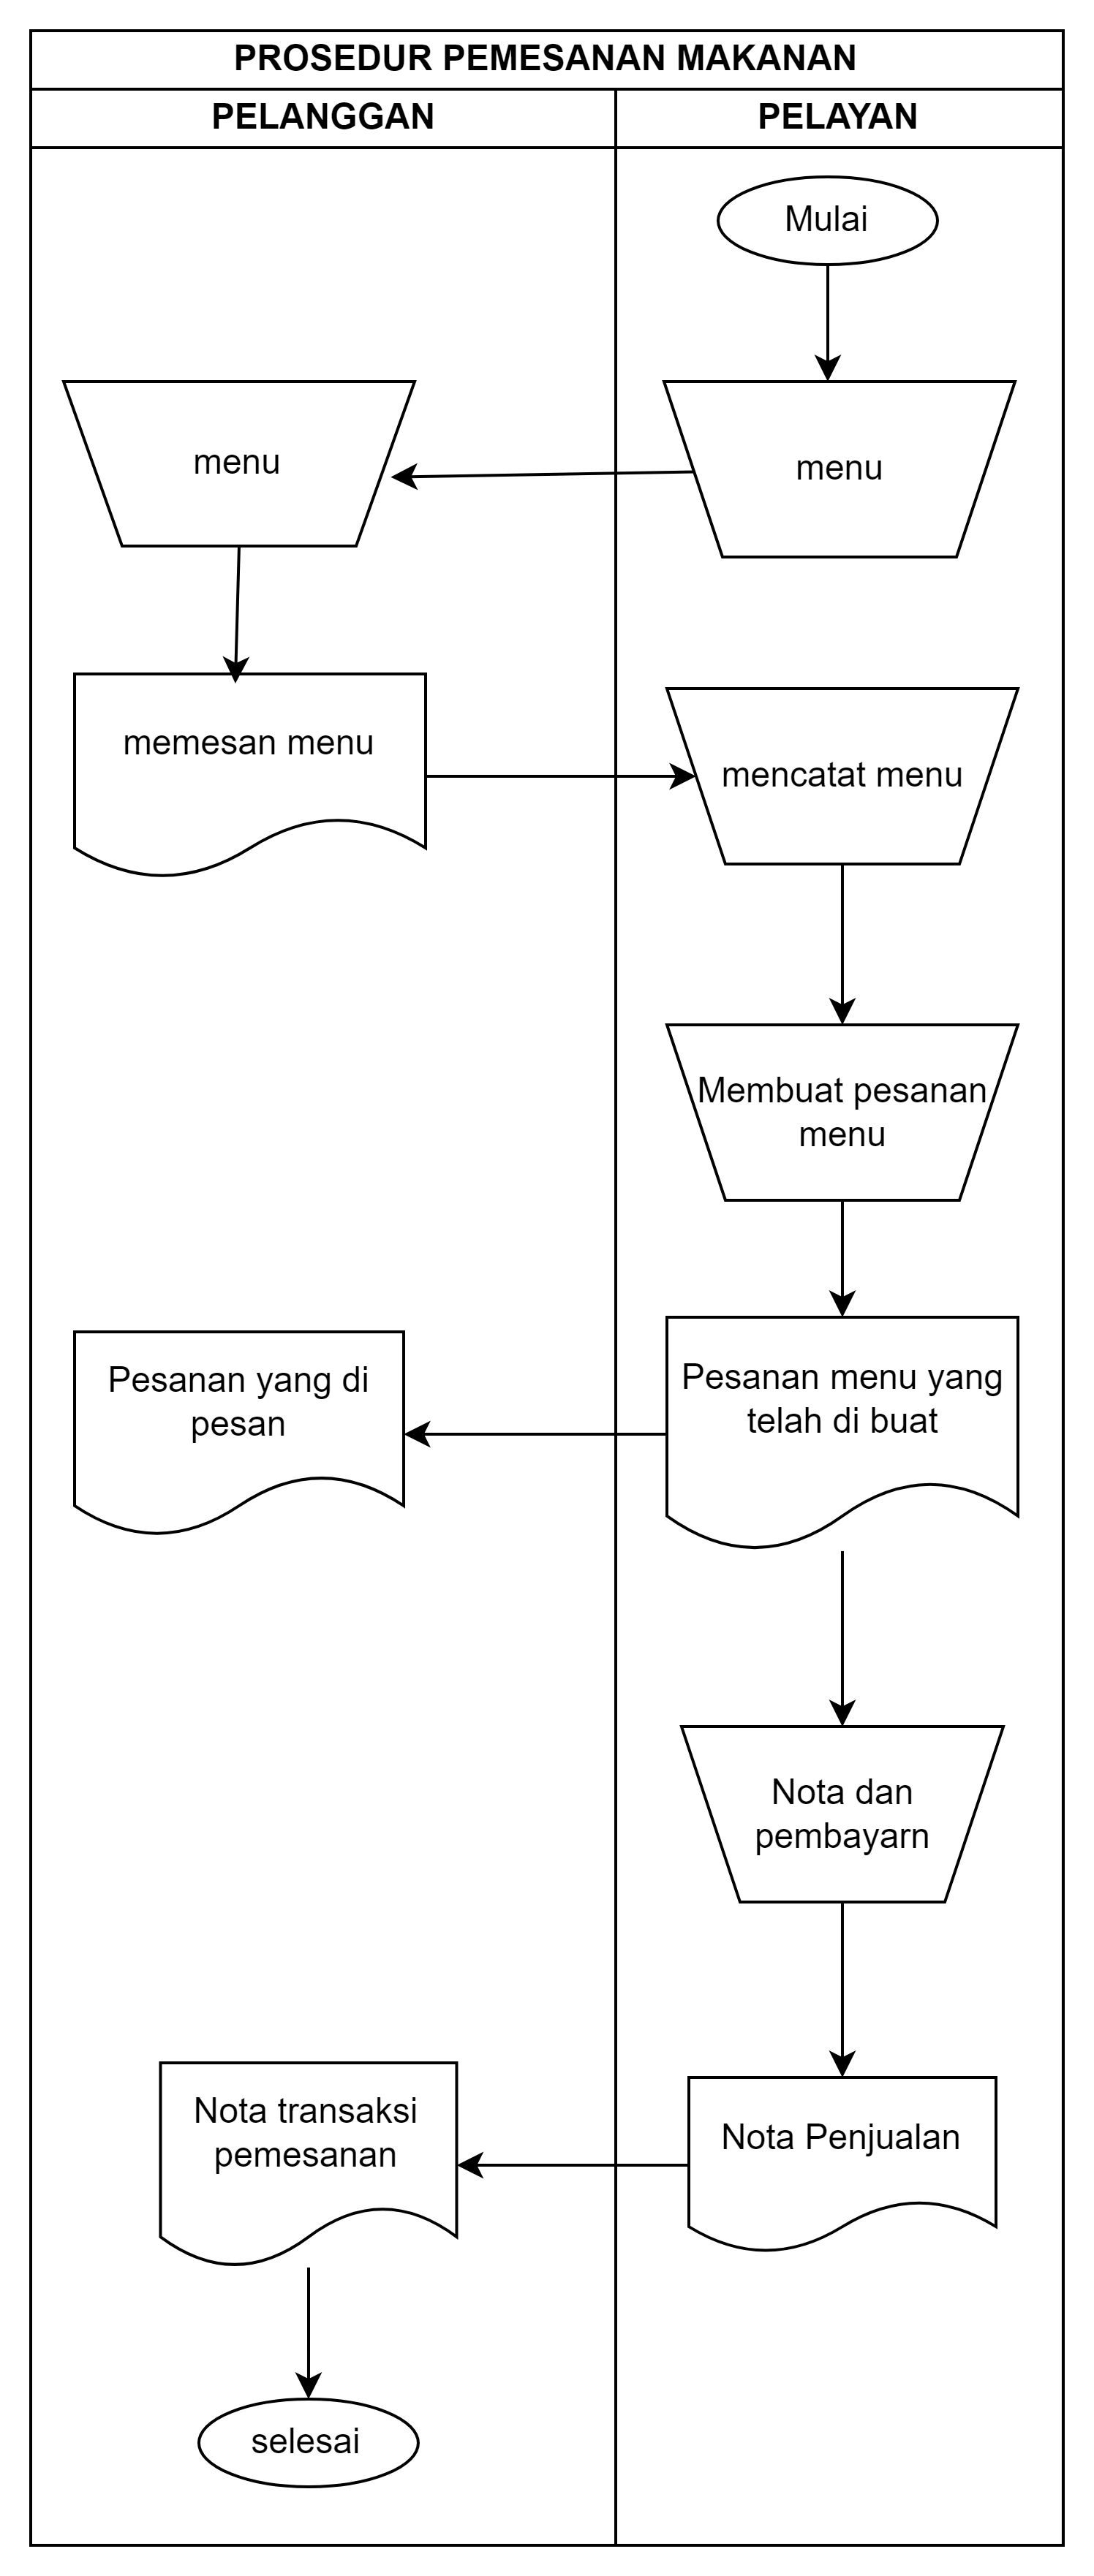 PROSEDUR PEMESANAN MAKANAN
PELANGGAN
PELAYAN
Mulai
menu
menu
memesan menu
mencatat menu
Membuat pesanan
menu
Pesanan menu yang
telah di buat
Pesanan yang di
pesan
Nota dan
pembayarn
Nota Penjualan
Nota transaksi
pemesanan
selesai